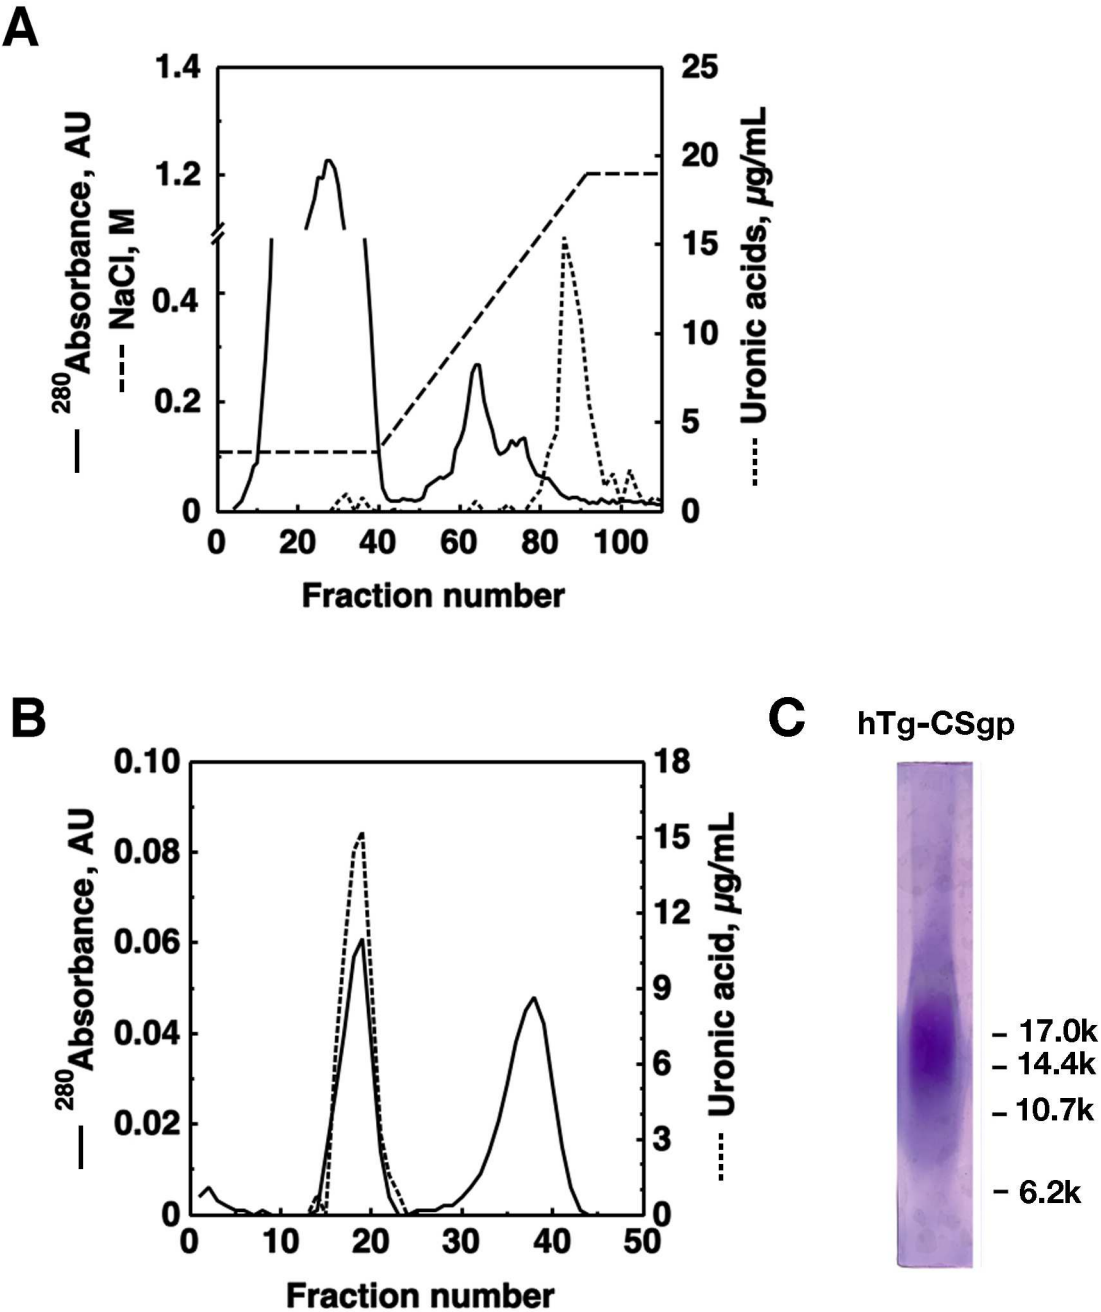 A
1.4
1.2
0.4
0.2
0
25
20
15
10
5
0
0 20 40 60 80 100
Fraction number
— ²⁸⁰Absorbance, AU
---- NaCl, M
...... Uronic acids, µg/mL
B
0.10
0.08
0.06
0.04
0.02
0
18
15
12
9
6
3
0
0 10 20 30 40 50
Fraction number
— ²⁸⁰Absorbance, AU
...... Uronic acid, µg/mL
C
hTg-CSgp
- 17.0k
- 14.4k
- 10.7k
- 6.2k